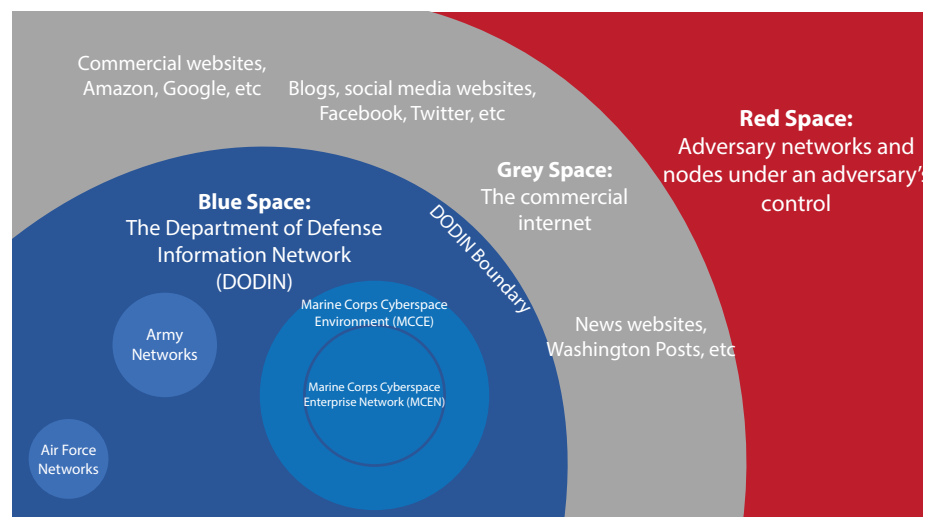 Commercial websites,
Amazon, Google, etc
Blogs, social media websites,
Facebook, Twitter, etc
Red Space:
Adversary networks and
nodes under an adversary's
control
Grey Space:
The commercial
internet
Blue Space:
The Department of Defense
Information Network
(DODIN)
DODIN Boundary
Marine Corps Cyberspace
Environment (MCCE)
Army
Networks
News websites,
Washington Posts, etc
Marine Corps Cyberspace
Enterprise Network (MCEN)
Air Force
Networks